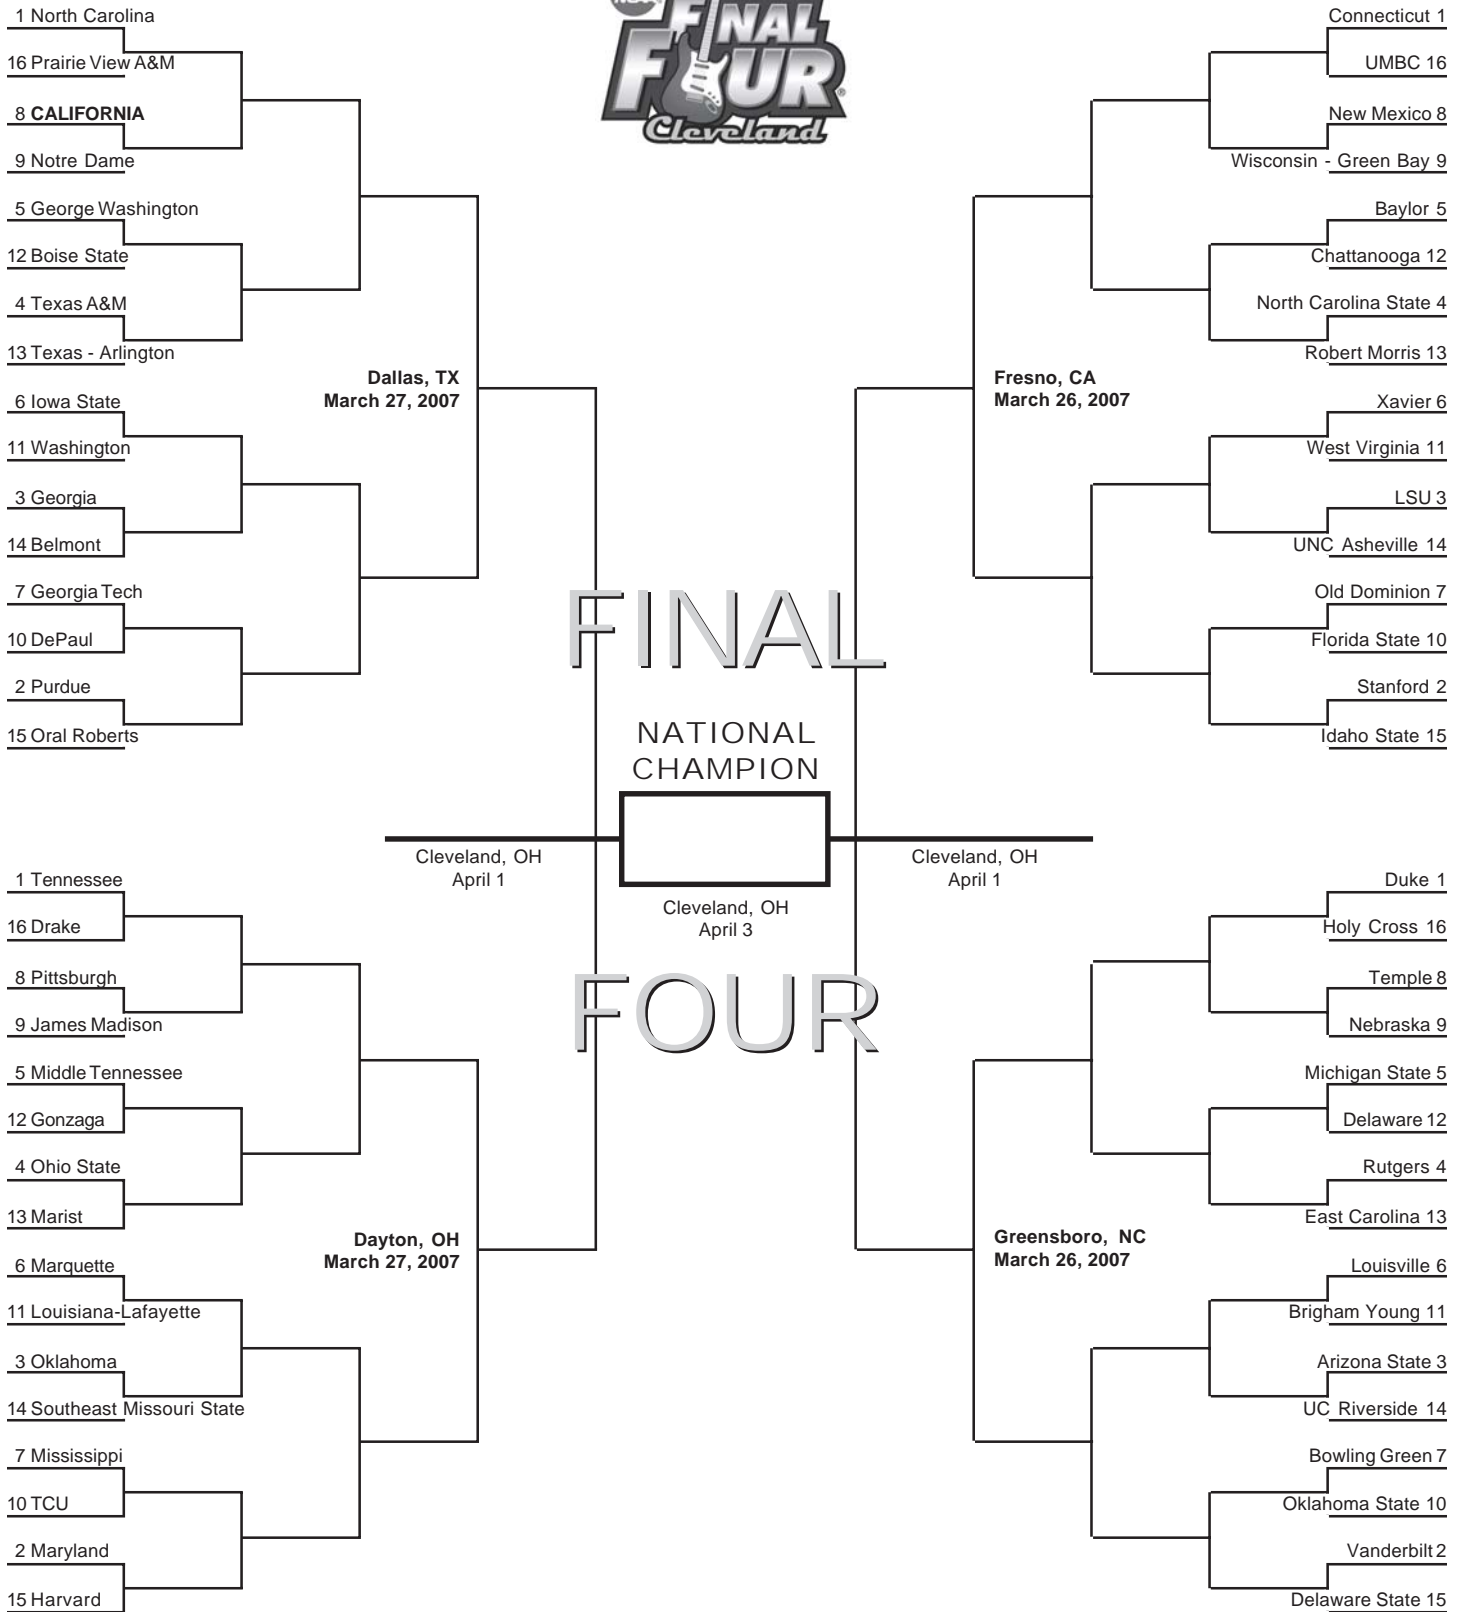 FINAL
FOUR
Cleveland
1 North Carolina
16 Prairie View A&M
8 CALIFORNIA
9 Notre Dame
5 George Washington
12 Boise State
4 Texas A&M
13 Texas - Arlington
Dallas, TX
March 27, 2007
6 Iowa State
11 Washington
3 Georgia
14 Belmont
7 Georgia Tech
10 DePaul
2 Purdue
15 Oral Roberts
Connecticut 1
UMBC 16
New Mexico 8
Wisconsin - Green Bay 9
Baylor 5
Chattanooga 12
North Carolina State 4
Robert Morris 13
Fresno, CA
March 26, 2007
Xavier 6
West Virginia 11
LSU 3
UNC Asheville 14
Old Dominion 7
Florida State 10
Stanford 2
Idaho State 15
FINAL
NATIONAL
CHAMPION
Cleveland, OH
April 1
Cleveland, OH
April 1
Cleveland, OH
April 3
FOUR
1 Tennessee
16 Drake
8 Pittsburgh
9 James Madison
5 Middle Tennessee
12 Gonzaga
4 Ohio State
13 Marist
Dayton, OH
March 27, 2007
6 Marquette
11 Louisiana-Lafayette
3 Oklahoma
14 Southeast Missouri State
7 Mississippi
10 TCU
2 Maryland
15 Harvard
Duke 1
Holy Cross 16
Temple 8
Nebraska 9
Michigan State 5
Delaware 12
Rutgers 4
East Carolina 13
Greensboro, NC
March 26, 2007
Louisville 6
Brigham Young 11
Arizona State 3
UC Riverside 14
Bowling Green 7
Oklahoma State 10
Vanderbilt 2
Delaware State 15